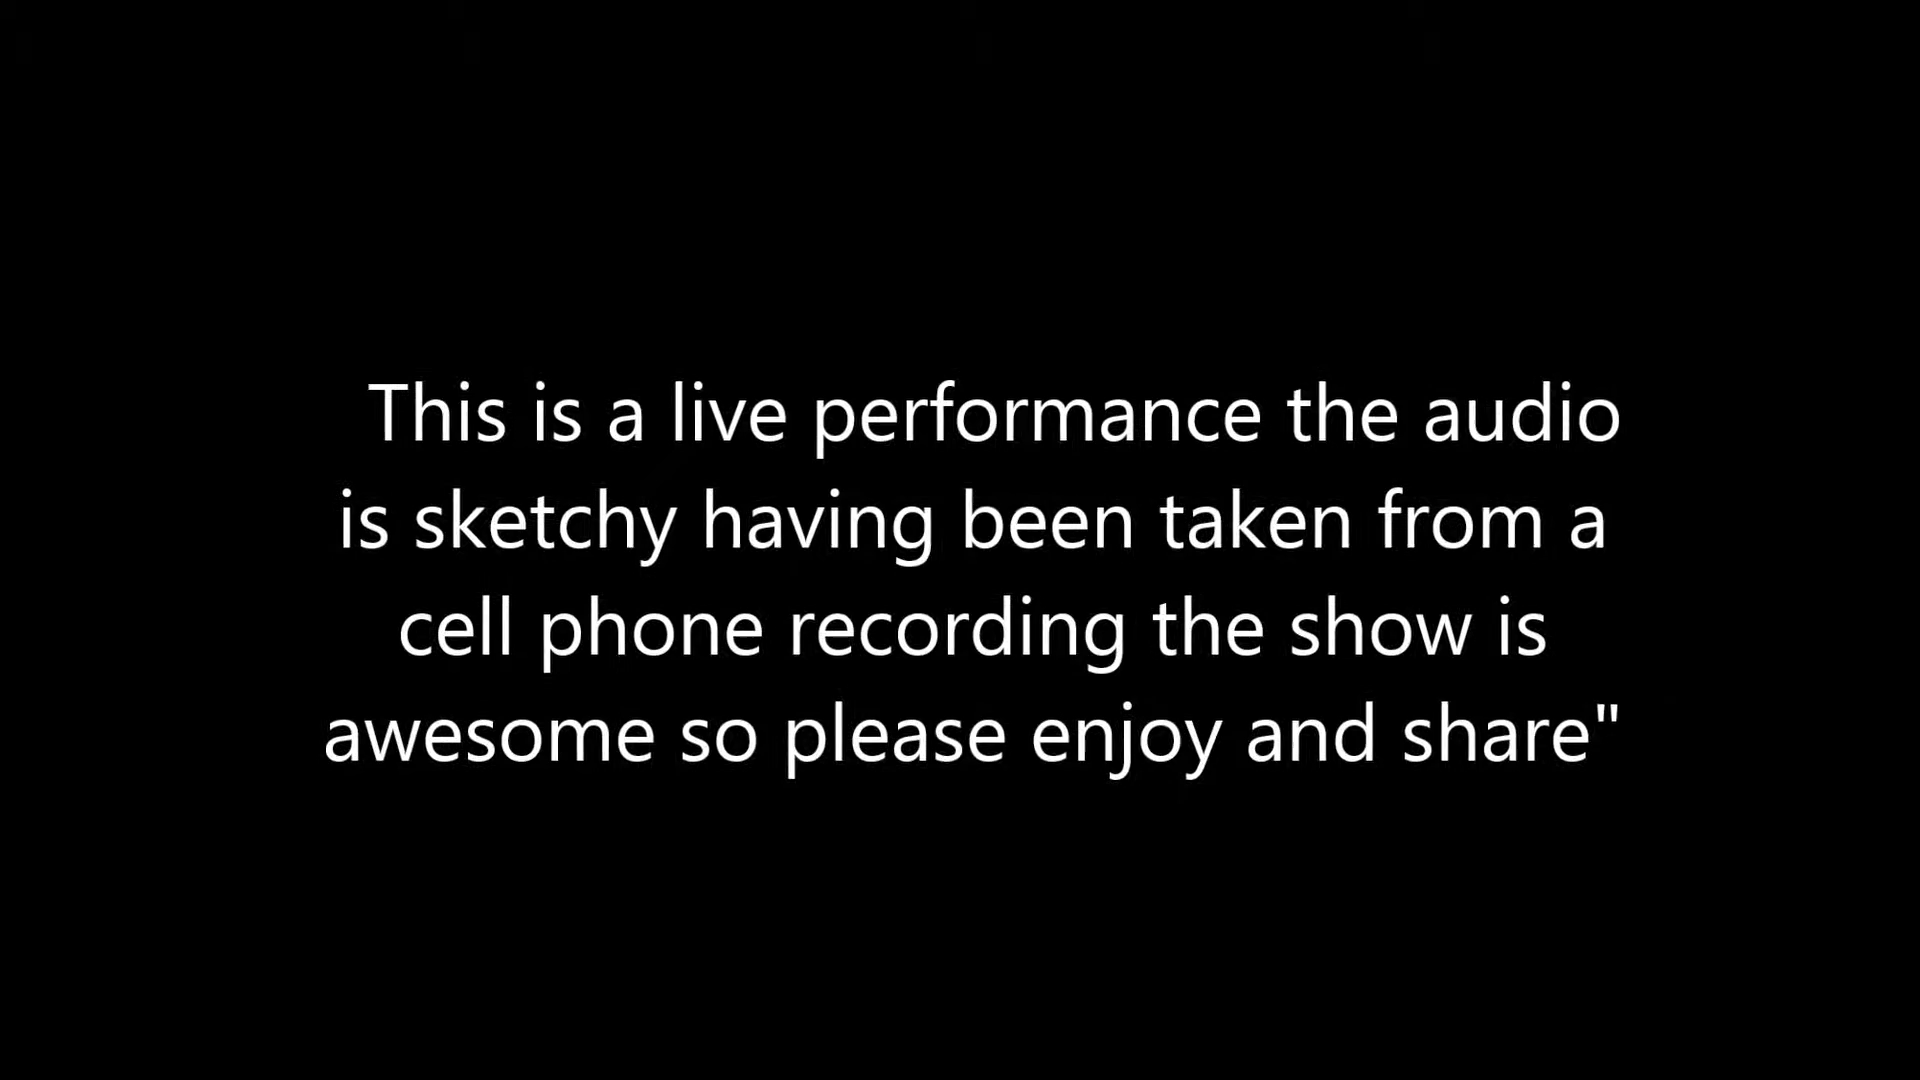 This is a live performance the audio
is sketchy having been taken from a
cell phone recording the show is
awesome so please enjoy and share"